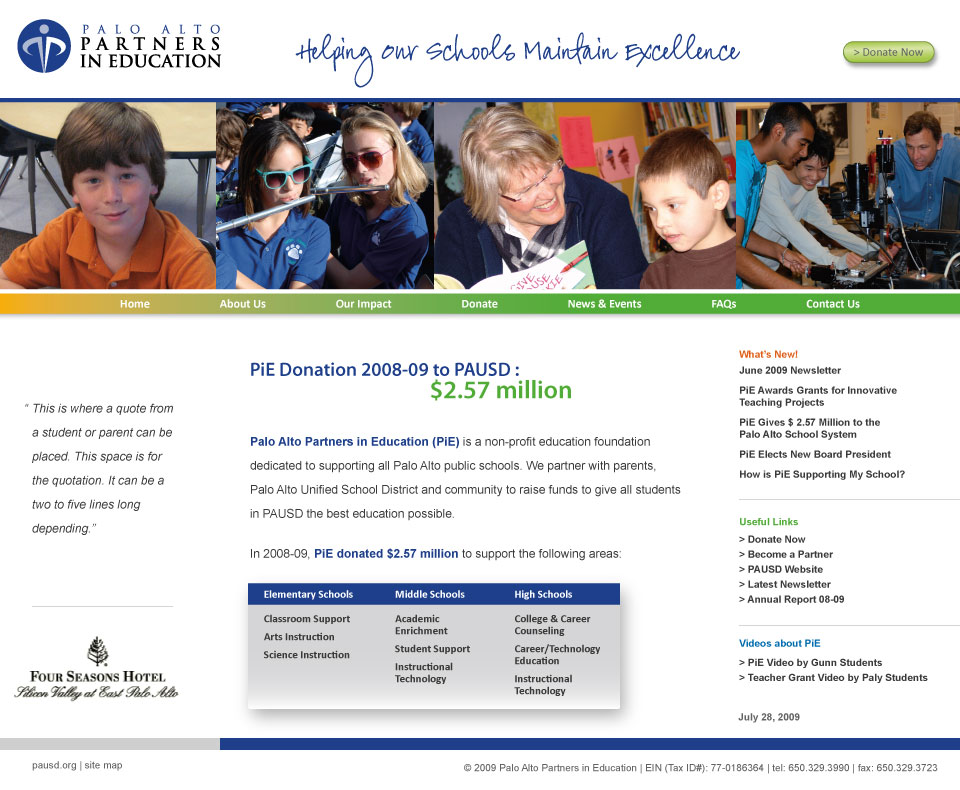 PALO ALTO
PARTNERS
IN EDUCATION
Helping Our Schools Maintain Excellence
> Donate Now
GIVE
MOUSE
Home About Us Our Impact Donate News & Events FAQs Contact Us
“ This is where a quote from
a student or parent can be
placed. This space is for
the quotation. It can be a
two to five lines long
depending.”
FOUR SEASONS HOTEL
Silicon Valley at East Palo Alto
PiE Donation 2008-09 to PAUSD :
$2.57 million
Palo Alto Partners in Education (PiE) is a non-profit education foundation
dedicated to supporting all Palo Alto public schools. We partner with parents,
Palo Alto Unified School District and community to raise funds to give all students
in PAUSD the best education possible.
In 2008-09, PiE donated $2.57 million to support the following areas:
Elementary Schools Middle Schools High Schools
Classroom Support
Arts Instruction
Science Instruction
Academic
Enrichment
Student Support
Instructional
Technology
College & Career
Counseling
Career/Technology
Education
Instructional
Technology
What's New!
June 2009 Newsletter
PiE Awards Grants for Innovative
Teaching Projects
PiE Gives $ 2.57 Million to the
Palo Alto School System
PiE Elects New Board President
How is PiE Supporting My School?
Useful Links
> Donate Now
> Become a Partner
> PAUSD Website
> Latest Newsletter
> Annual Report 08-09
Videos about PiE
> PiE Video by Gunn Students
> Teacher Grant Video by Paly Students
July 28, 2009
pausd.org | site map
© 2009 Palo Alto Partners in Education | EIN (Tax ID#): 77-0186364 | tel: 650.329.3990 | fax: 650.329.3723